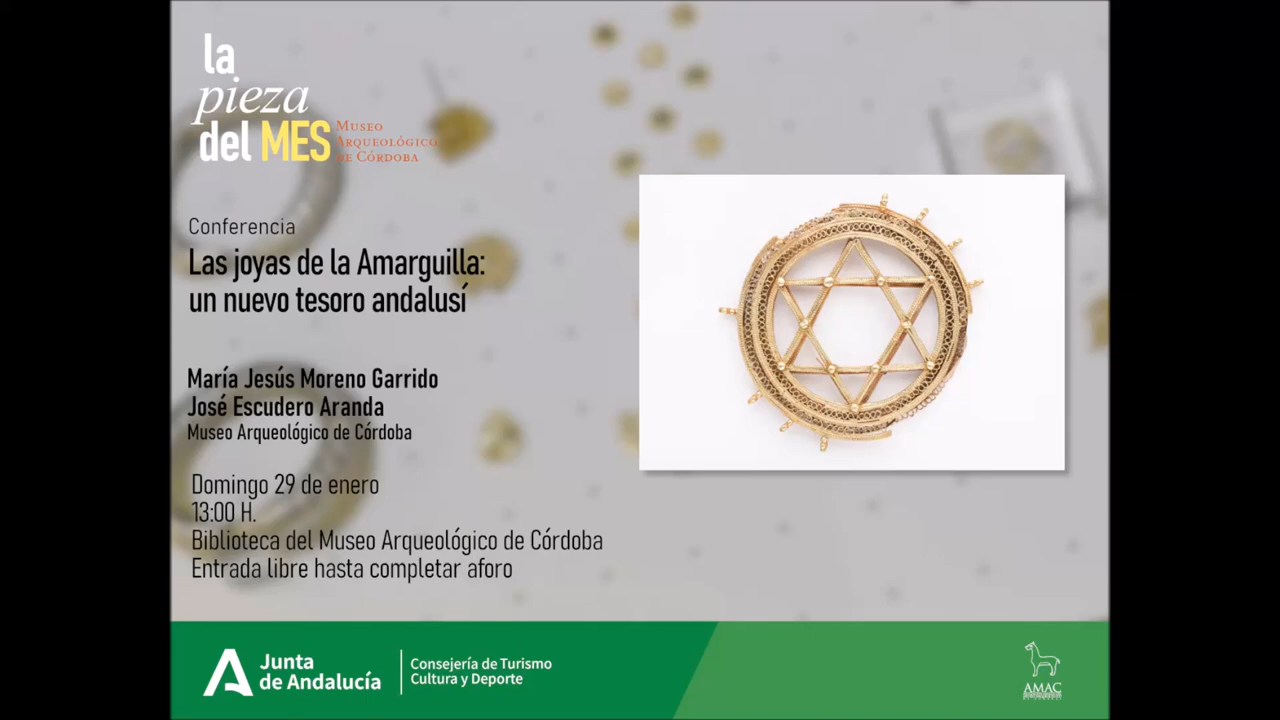 la
pieza
del MES
MUSEO
ARQUEOLÓGICO
DE CÓRDOBA
Conferencia
Las joyas de la Amarguilla:
un nuevo tesoro andalusí
María Jesús Moreno Garrido
José Escudero Aranda
Museo Arqueológico de Córdoba
Domingo 29 de enero
13:00 H.
Biblioteca del Museo Arqueológico de Córdoba
Entrada libre hasta completar aforo
Junta
de Andalucía
Consejería de Turismo
Cultura y Deporte
AMAC